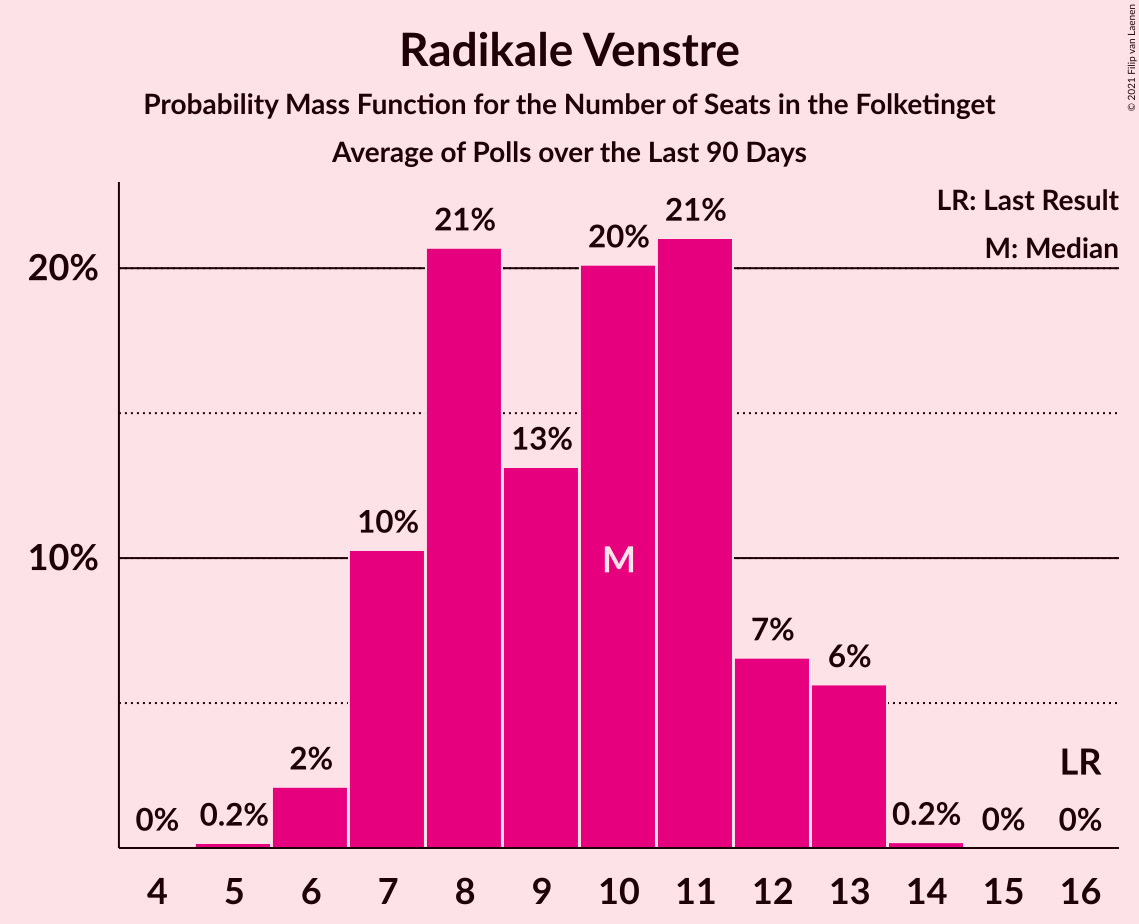 Radikale Venstre
Probability Mass Function for the Number of Seats in the Folketinget
Average of Polls over the Last 90 Days
© 2021 Filip van Laenen
LR: Last Result
M: Median
20%
10%
0%
0.2%
2%
10%
21%
13%
20%
21%
7%
6%
0.2%
0%
0%
M
LR
4 5 6 7 8 9 10 11 12 13 14 15 16